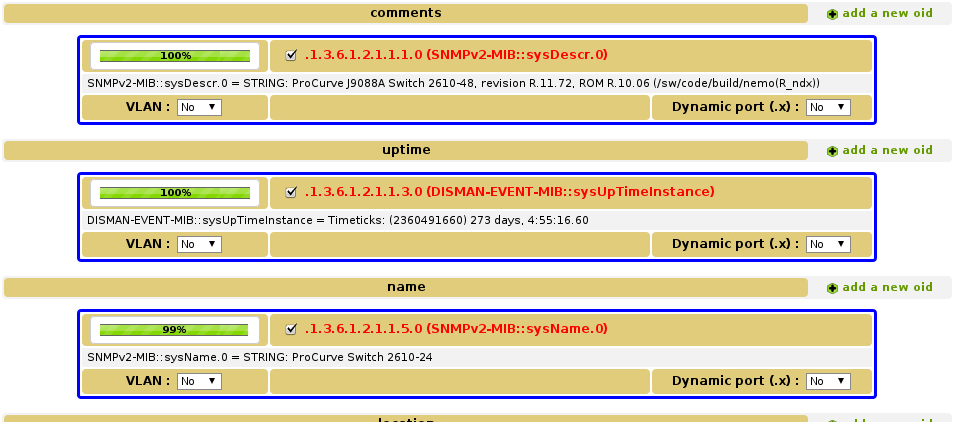 comments
add a new oid
100%
.1.3.6.1.2.1.1.1.0 (SNMPv2-MIB::sysDescr.0)
SNMPv2-MIB::sysDescr.0 = STRING: ProCurve J9088A Switch 2610-48, revision R.11.72, ROM R.10.06 (/sw/code/build/nemo(R_ndx))
VLAN : No
Dynamic port (.x) : No
uptime
add a new oid
100%
.1.3.6.1.2.1.1.3.0 (DISMAN-EVENT-MIB::sysUpTimeInstance)
DISMAN-EVENT-MIB::sysUpTimeInstance = Timeticks: (2360491660) 273 days, 4:55:16.60
VLAN : No
Dynamic port (.x) : No
name
add a new oid
99%
.1.3.6.1.2.1.1.5.0 (SNMPv2-MIB::sysName.0)
SNMPv2-MIB::sysName.0 = STRING: ProCurve Switch 2610-24
VLAN : No
Dynamic port (.x) : No
location